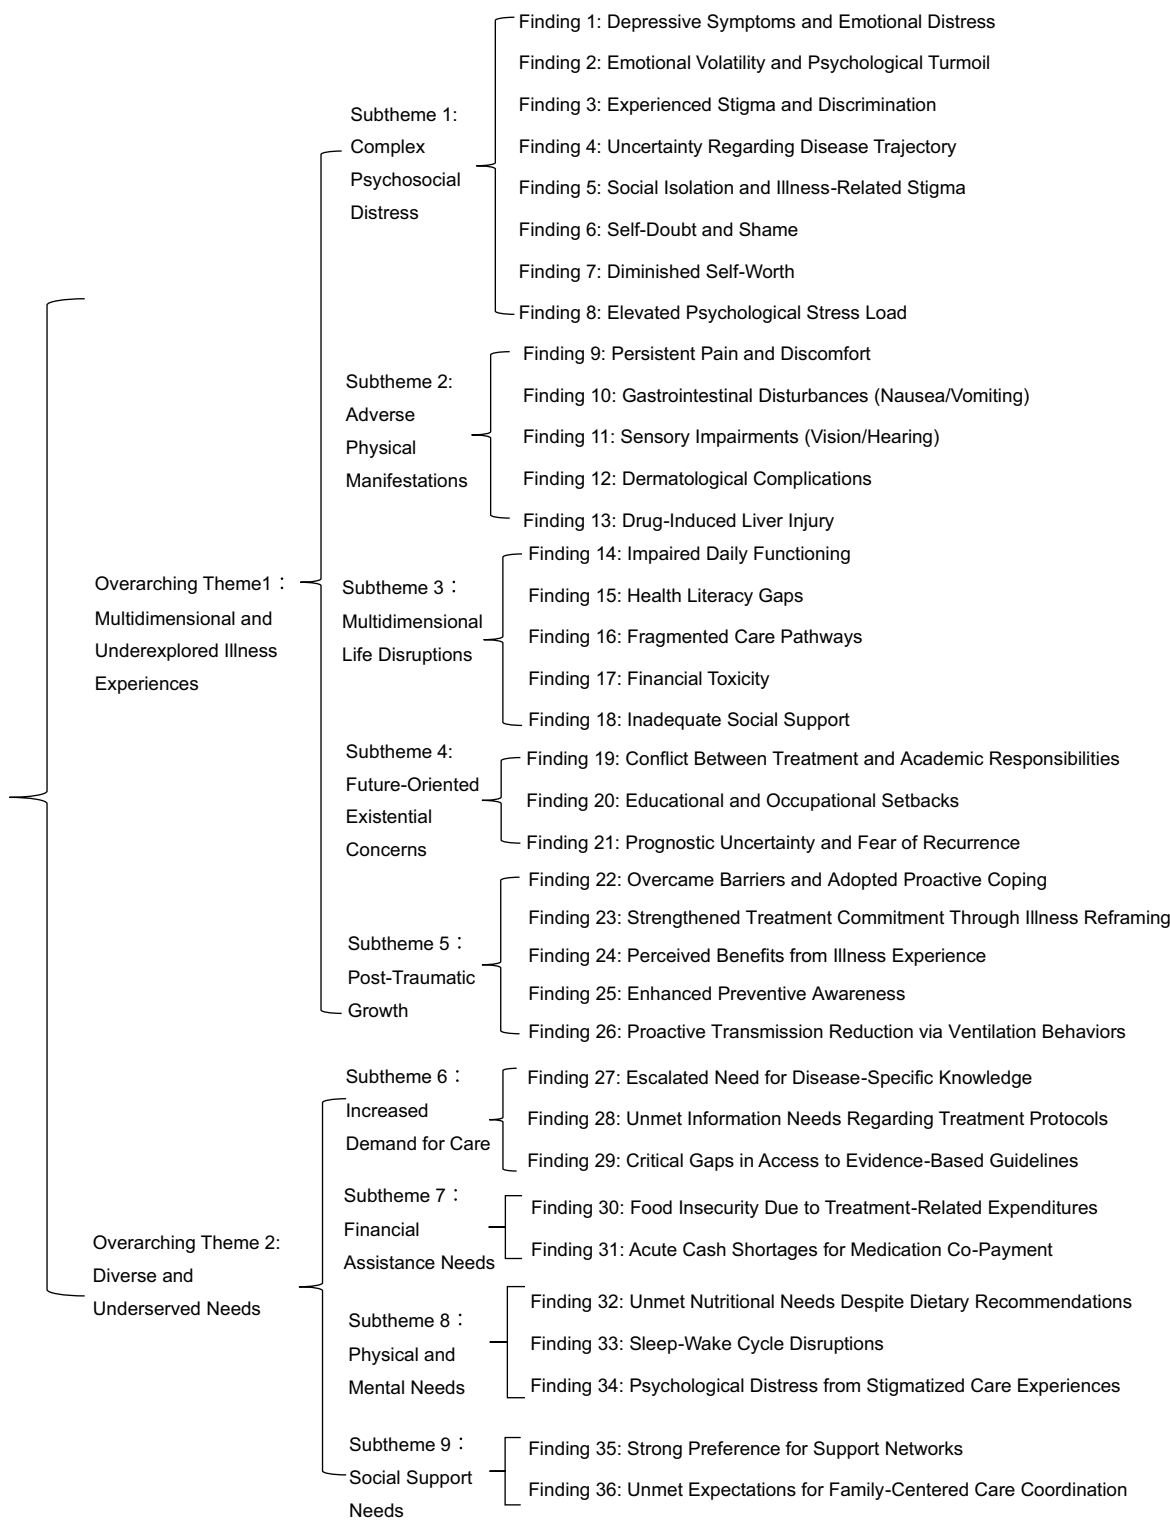 Overarching Theme1：
Multidimensional and
Underexplored Illness
Experiences
Subtheme 1:
Complex
Psychosocial
Distress
Finding 1: Depressive Symptoms and Emotional Distress
Finding 2: Emotional Volatility and Psychological Turmoil
Finding 3: Experienced Stigma and Discrimination
Finding 4: Uncertainty Regarding Disease Trajectory
Finding 5: Social Isolation and Illness-Related Stigma
Finding 6: Self-Doubt and Shame
Finding 7: Diminished Self-Worth
Finding 8: Elevated Psychological Stress Load
Subtheme 2:
Adverse
Physical
Manifestations
Finding 9: Persistent Pain and Discomfort
Finding 10: Gastrointestinal Disturbances (Nausea/Vomiting)
Finding 11: Sensory Impairments (Vision/Hearing)
Finding 12: Dermatological Complications
Finding 13: Drug-Induced Liver Injury
Subtheme 3：
Multidimensional
Life Disruptions
Finding 14: Impaired Daily Functioning
Finding 15: Health Literacy Gaps
Finding 16: Fragmented Care Pathways
Finding 17: Financial Toxicity
Finding 18: Inadequate Social Support
Subtheme 4:
Future-Oriented
Existential
Concerns
Finding 19: Conflict Between Treatment and Academic Responsibilities
Finding 20: Educational and Occupational Setbacks
Finding 21: Prognostic Uncertainty and Fear of Recurrence
Subtheme 5：
Post-Traumatic
Growth
Finding 22: Overcame Barriers and Adopted Proactive Coping
Finding 23: Strengthened Treatment Commitment Through Illness Reframing
Finding 24: Perceived Benefits from Illness Experience
Finding 25: Enhanced Preventive Awareness
Finding 26: Proactive Transmission Reduction via Ventilation Behaviors
Overarching Theme 2:
Diverse and
Underserved Needs
Subtheme 6：
Increased
Demand for Care
Finding 27: Escalated Need for Disease-Specific Knowledge
Finding 28: Unmet Information Needs Regarding Treatment Protocols
Finding 29: Critical Gaps in Access to Evidence-Based Guidelines
Subtheme 7：
Financial
Assistance Needs
Finding 30: Food Insecurity Due to Treatment-Related Expenditures
Finding 31: Acute Cash Shortages for Medication Co-Payment
Subtheme 8：
Physical and
Mental Needs
Finding 32: Unmet Nutritional Needs Despite Dietary Recommendations
Finding 33: Sleep-Wake Cycle Disruptions
Finding 34: Psychological Distress from Stigmatized Care Experiences
Subtheme 9：
Social Support
Needs
Finding 35: Strong Preference for Support Networks
Finding 36: Unmet Expectations for Family-Centered Care Coordination